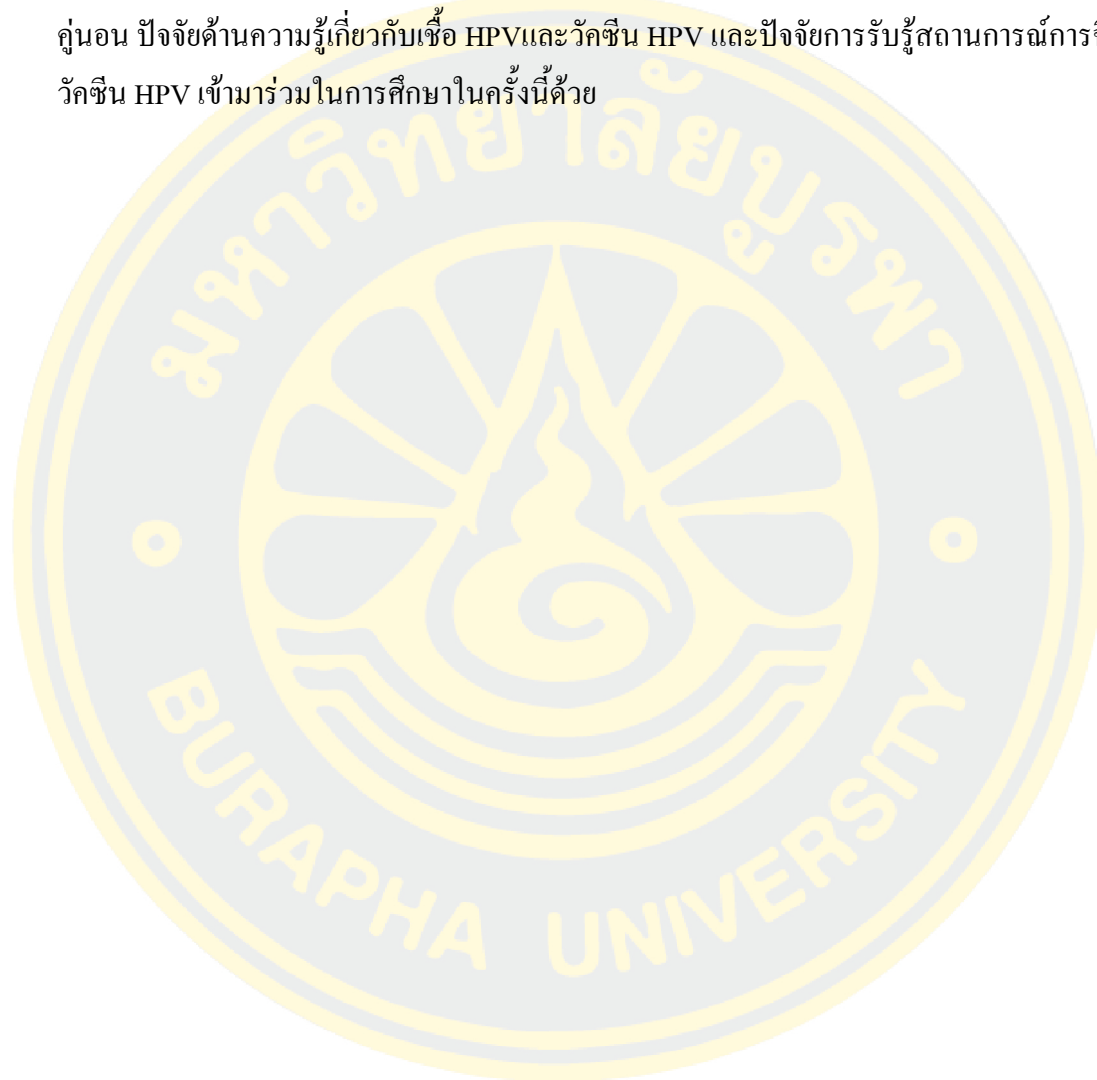 คู่นอน ปัจจัยด้านความรู้เกี่ยวกับเชื้อ HPVและวัคซีน HPV และปัจจัยการรับรู้สถานการณ์การ
วัคซีน HPV เข้ามาร่วมในการศึกษาในครั้งนี้ด้วย
มหาวิทยาลัยบูรพา
BURAPHA UNIVERSITY